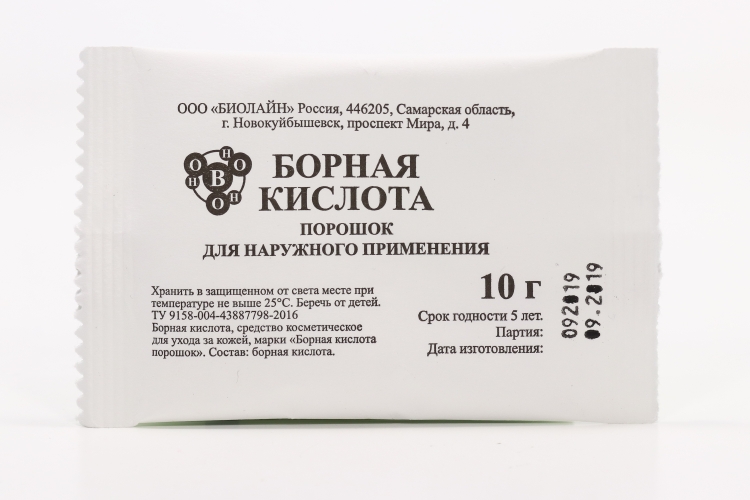 ООО «БИОЛАЙН» Россия, 446205, Самарская область,
г. Новокуйбышевск, проспект Мира, д. 4
Н О Н О В Н О
БОРНАЯ
КИСЛОТА
ПОРОШОК
ДЛЯ НАРУЖНОГО ПРИМЕНЕНИЯ
10 г
Хранить в защищенном от света месте при
температуре не выше 25°С. Беречь от детей.
ТУ 9158-004-43887798-2016
Борная кислота, средство косметическое
для ухода за кожей, марки «Борная кислота
порошок». Состав: борная кислота.
Срок годности 5 лет.
Партия:
Дата изготовления:
092019
09.2019